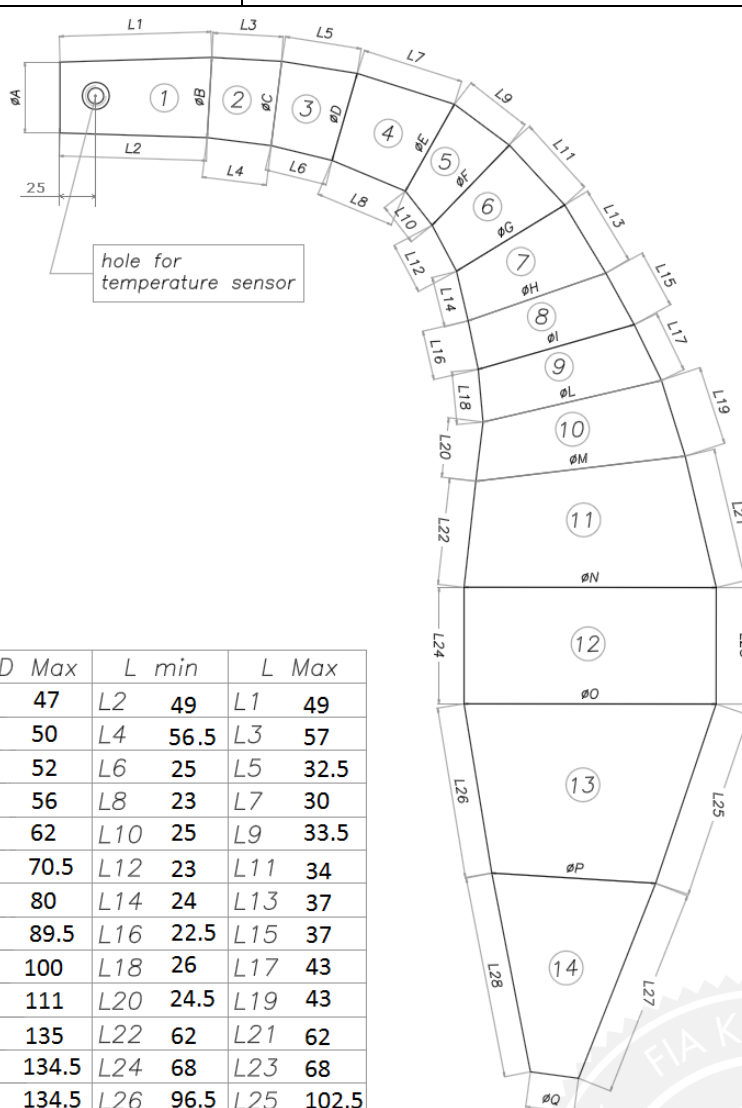 L1
L3
L5
L7
L9
L11
L13
L15
L17
L19
øA
øB
øC
øD
øE
øF
øG
øH
øI
øL
øM
øN
øO
øP
øQ
1
2
3
4
5
6
7
8
9
10
11
12
13
14
L2
L4
L6
L8
L10
L12
L14
L16
L18
L20
L22
L24
L26
L28
L25
L27
25
hole for
temperature sensor
D Max L min L Max
47 L2 49 L1 49
50 L4 56.5 L3 57
52 L6 25 L5 32.5
56 L8 23 L7 30
62 L10 25 L9 33.5
70.5 L12 23 L11 34
80 L14 24 L13 37
89.5 L16 22.5 L15 37
100 L18 26 L17 43
111 L20 24.5 L19 43
135 L22 62 L21 62
134.5 L24 68 L23 68
134.5 L26 96.5 L25 102.5
FIA K